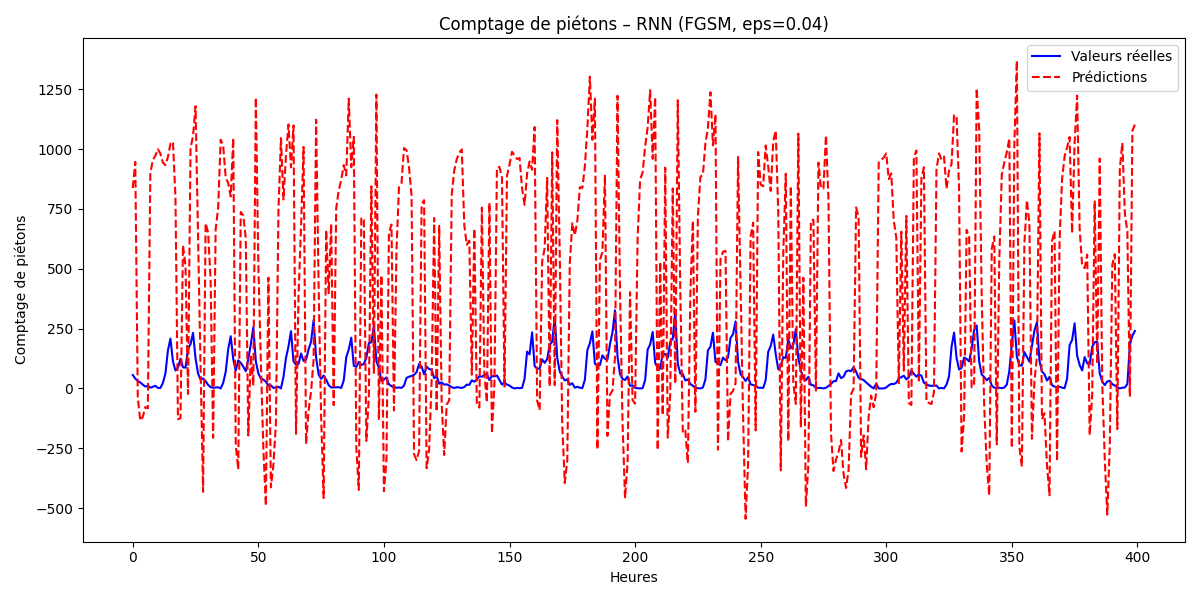 Comptage de piétons – RNN (FGSM, eps=0.04)
Valeurs réelles
Prédictions
Comptage de piétons
1250
1000
750
500
250
0
−250
−500
0 50 100 150 200 250 300 350 400
Heures